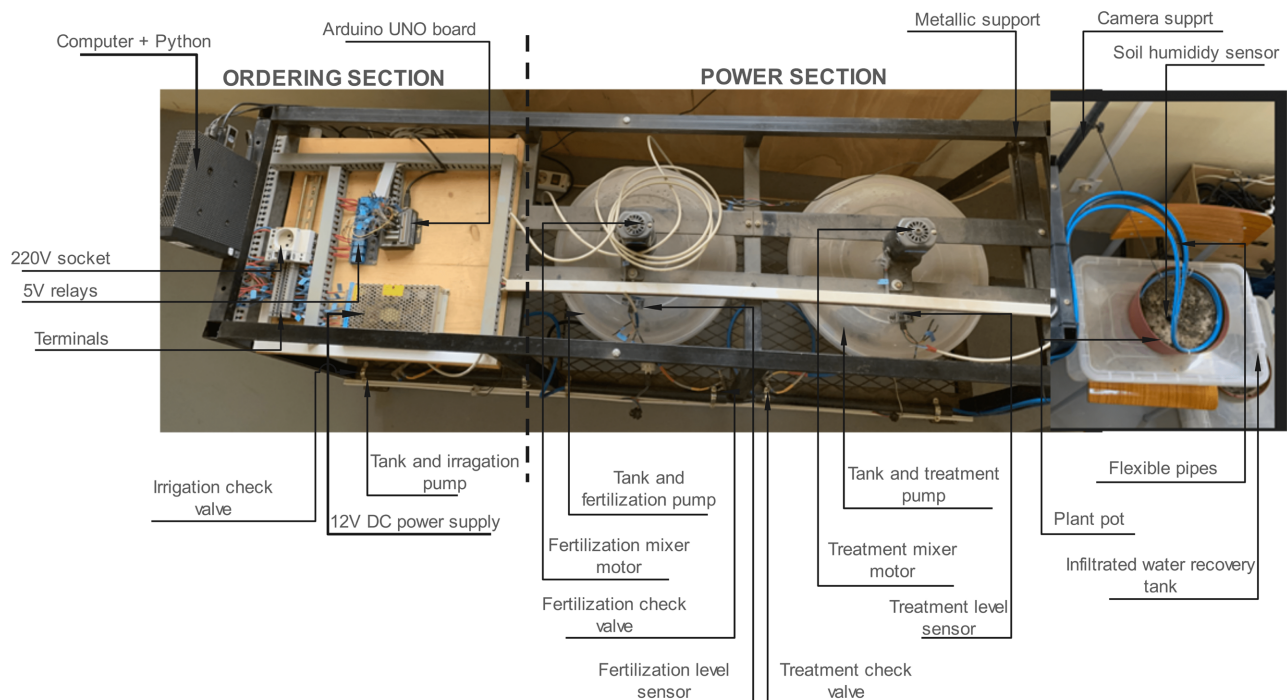 Arduino UNO board
Metallic support
Camera supprt
Computer + Python
Soil humididy sensor
ORDERING SECTION
POWER SECTION
220V socket
5V relays
Terminals
Tank and irragation
pump
Tank and
fertilization pump
Tank and treatment
pump
Flexible pipes
Irrigation check
valve
12V DC power supply
Plant pot
Fertilization mixer
motor
Treatment mixer
motor
Infiltrated water recovery
tank
Fertilization check
valve
Treatment level
sensor
Fertilization level
sensor
Treatment check
valve